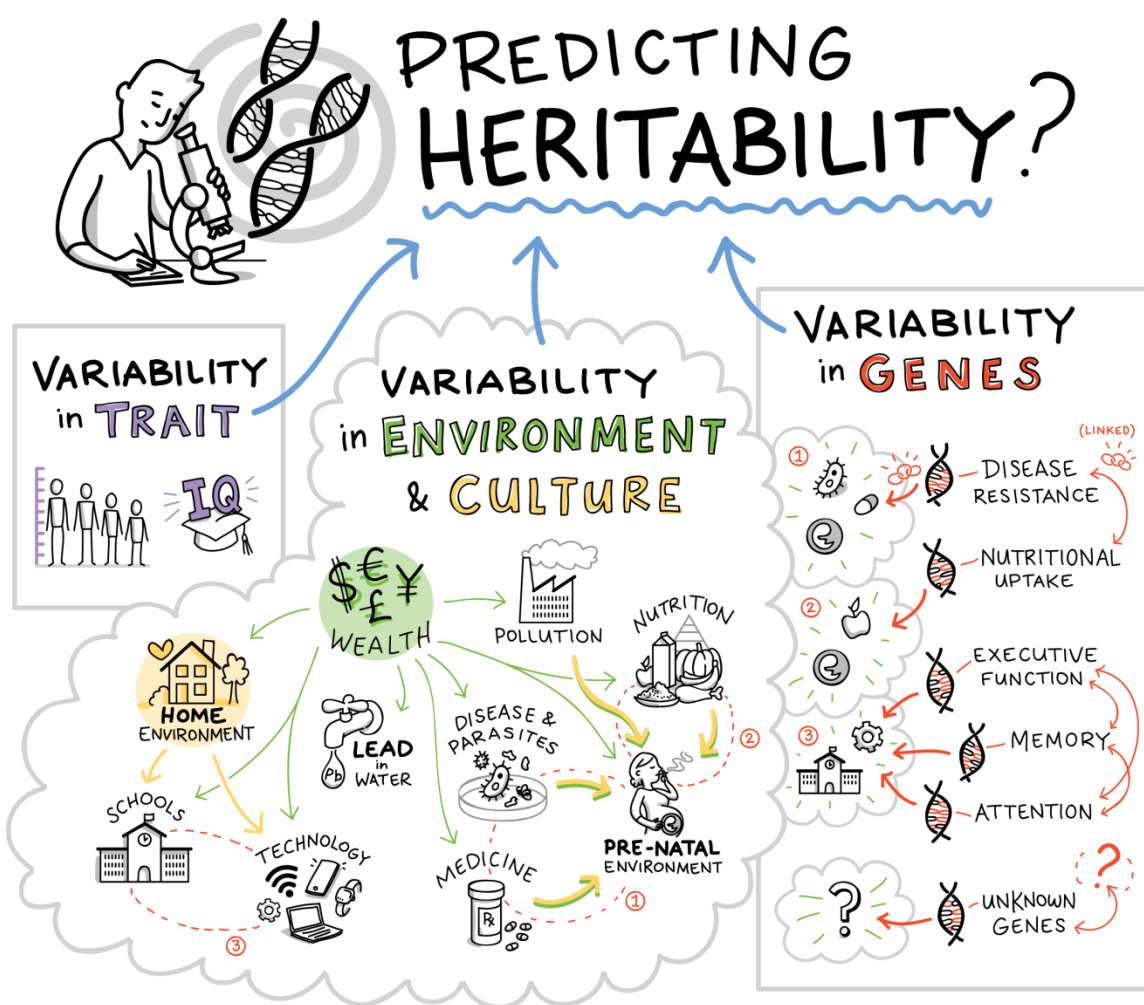 PREDICTING
HERITABILITY?
VARIABILITY
in TRAIT
IQ
VARIABILITY
in ENVIRONMENT
& CULTURE
$ € £ ¥
WEALTH
POLLUTION
NUTRITION
HOME
ENVIRONMENT
LEAD
in
WATER
Pb
DISEASE &
PARASITES
②
SCHOOLS
TECHNOLOGY
③
MEDICINE
Rx
PRE-NATAL
ENVIRONMENT
①
VARIABILITY
in GENES
(LINKED)
①
DISEASE
RESISTANCE
NUTRITIONAL
UPTAKE
②
EXECUTIVE
FUNCTION
③
MEMORY
ATTENTION
?
?
UNKNOWN
GENES